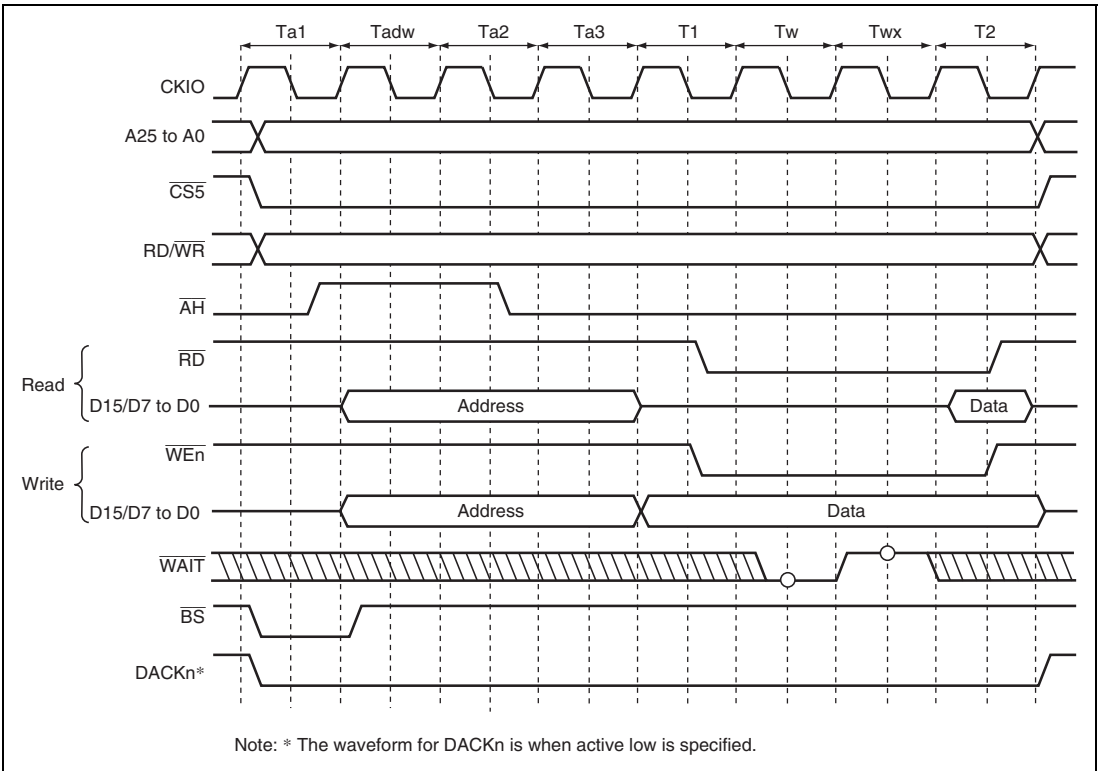 Ta1 Tadw Ta2 Ta3 T1 Tw Twx T2
CKIO
A25 to A0
CS5
RD/WR
AH
Read
RD
D15/D7 to D0 Address Data
Write
WEn
D15/D7 to D0 Address Data
WAIT
BS
DACKn*
Note: * The waveform for DACKn is when active low is specified.